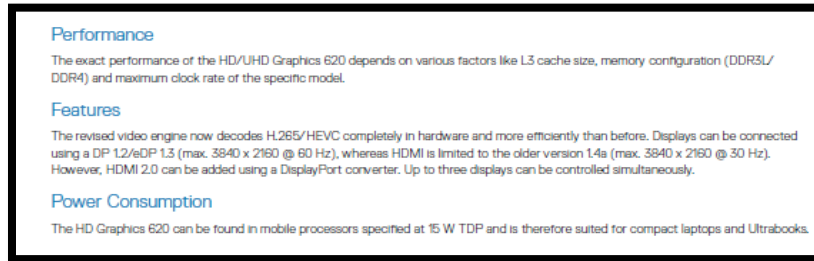 Performance
The exact performance of the HD/UHD Graphics 620 depends on various factors like L3 cache size, memory configuration (DDR3L/
DDR4) and maximum clock rate of the specific model.
Features
The revised video engine now decodes H.265/HEVC completely in hardware and more efficiently than before. Displays can be connected
using a DP 1.2/eDP 1.3 (max. 3840 x 2160 @ 60 Hz), whereas HDMI is limited to the older version 1.4a (max. 3840 x 2160 @ 30 Hz).
However, HDMI 2.0 can be added using a DisplayPort converter. Up to three displays can be controlled simultaneously.
Power Consumption
The HD Graphics 620 can be found in mobile processors specified at 15 W TDP and is therefore suited for compact laptops and Ultrabooks.